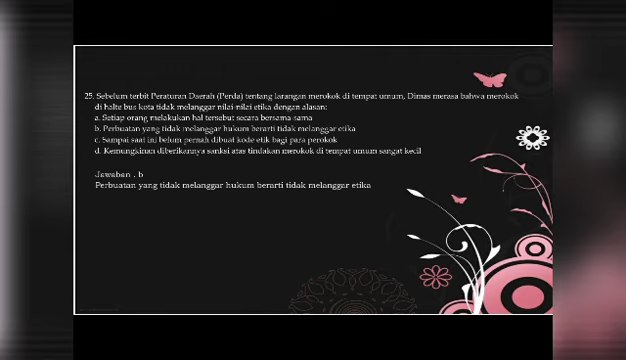 25. Sebelum terbit Peraturan Daerah (Perda) tentang larangan merokok di tempat umum, Dimas merasa bahwa merokok
di halte bus kota tidak melanggar nilai-nilai etika dengan alasan:
a. Setiap orang melakukan hal tersebut secara bersama-sama
b. Perbuatan yang tidak melanggar hukum berarti tidak melanggar etika
c. Sampai saat ini belum pernah dibuat kode etik bagi para perokok
d. Kemungkinan diberikannya sanksi atas tindakan merokok di tempat umum sangat kecil
Jawaban . b
Perbuatan yang tidak melanggar hukum berarti tidak melanggar etika